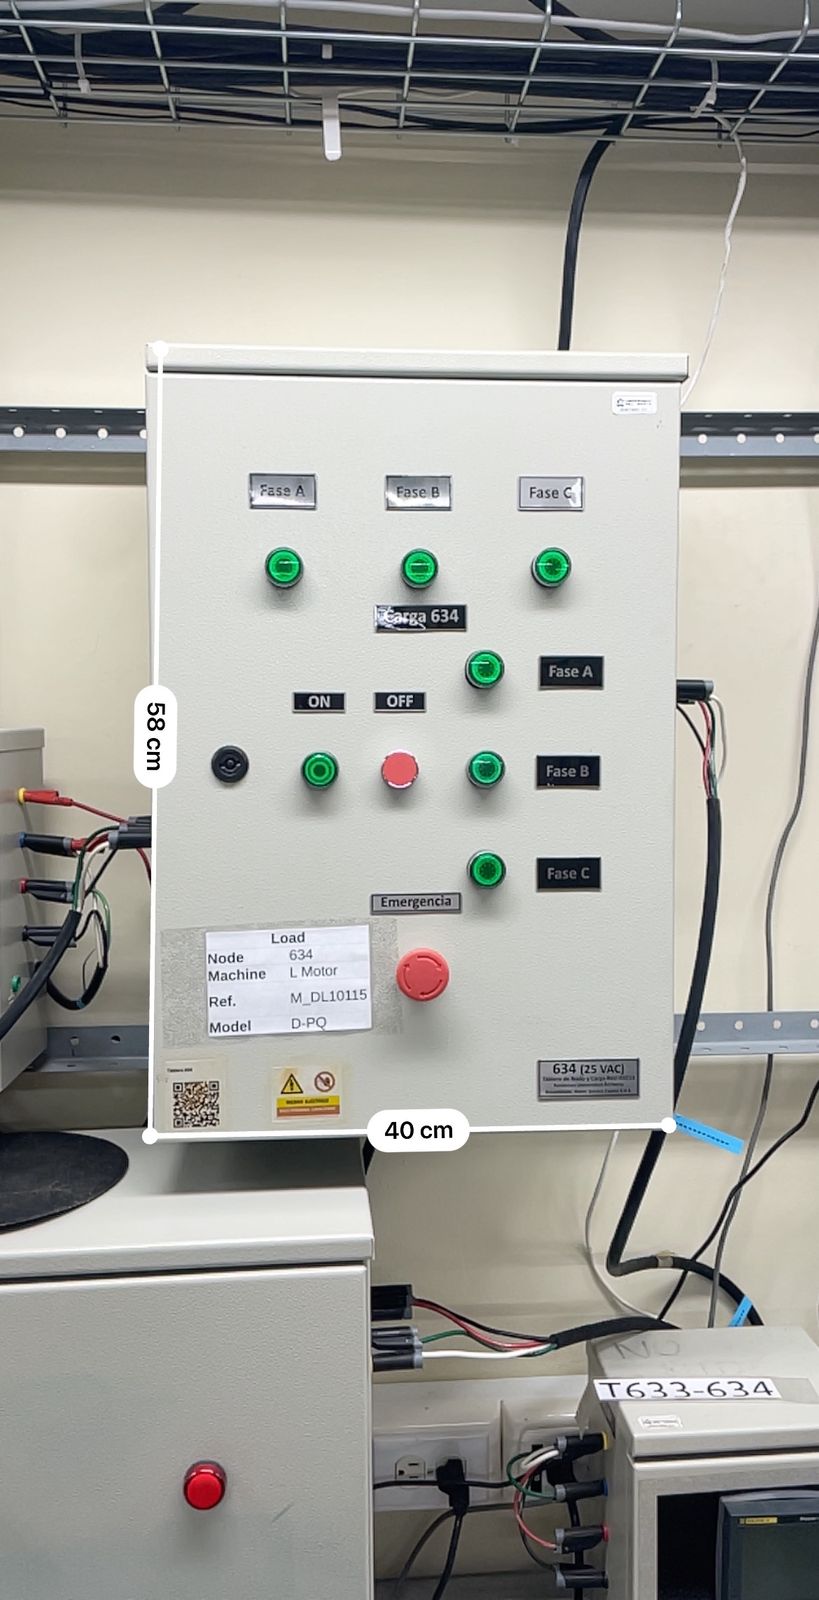 Fase A
Fase B
Fase C
Carga 634
Fase A
ON
OFF
58 cm
Fase B
Fase C
Emergencia
Load
Node 634
Machine L Motor
Ref. M_DL10115
Model D-PQ
634 (25 VAC)
40 cm
T633-634